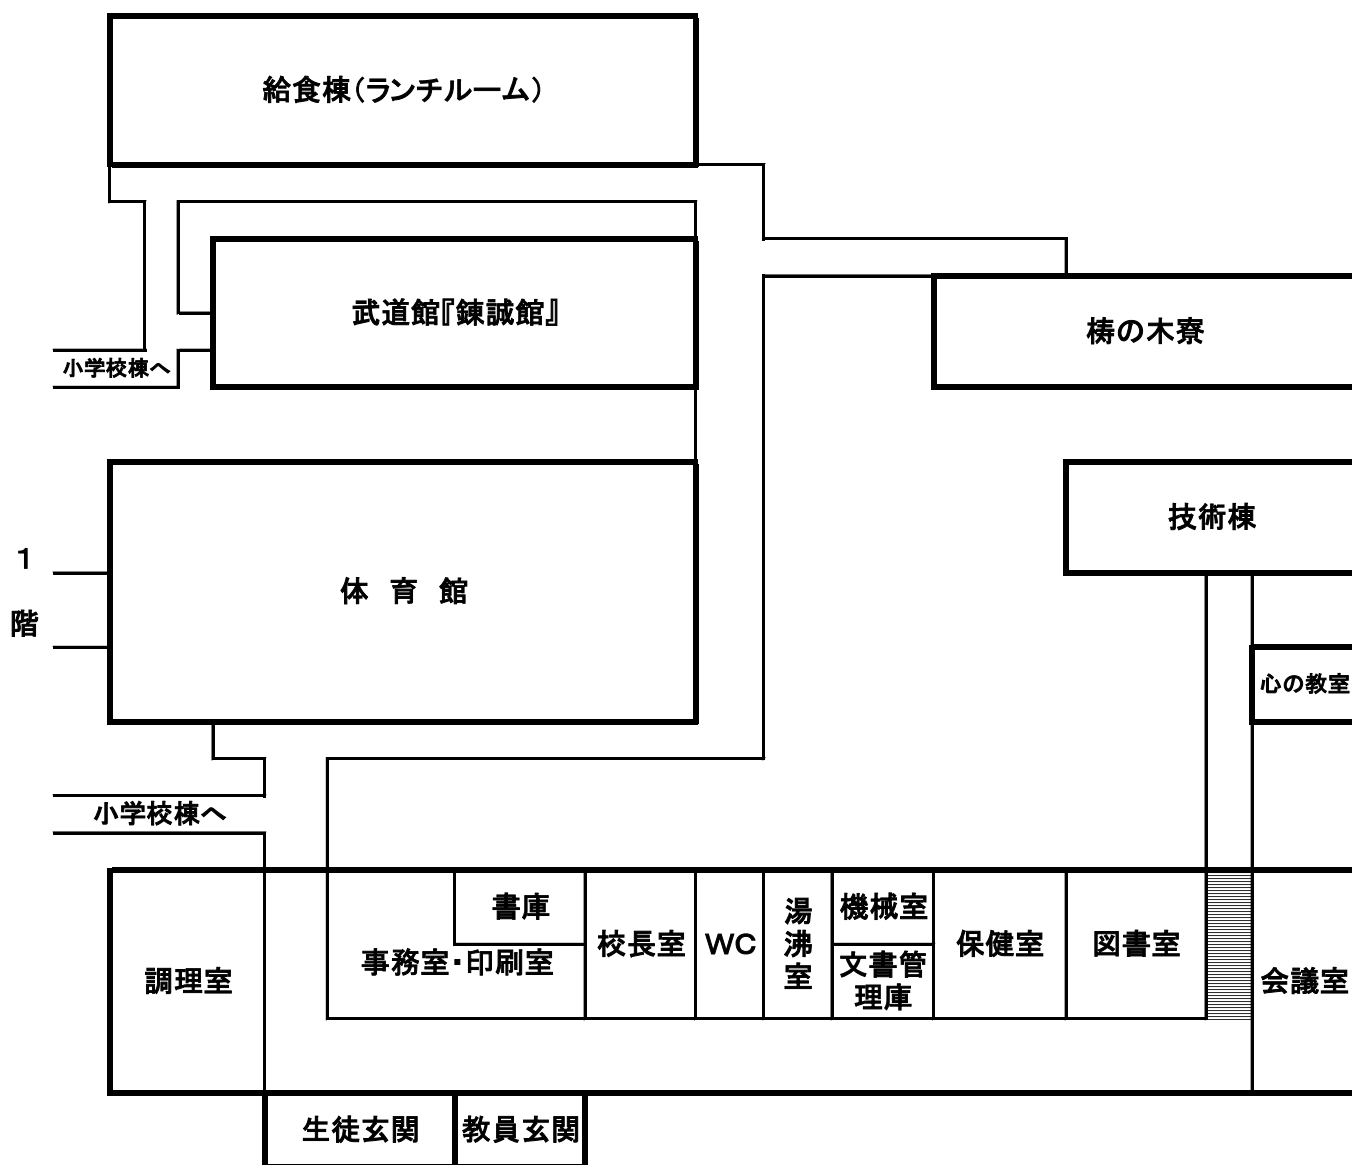 給食棟(ランチルーム)
武道館『錬誠館』
梼の木寮
小学校棟へ
技術棟
1
階
体 育 館
心の教室
小学校棟へ
書庫
事務室・印刷室
校長室
WC
湯
沸
室
機械室
文書管
理庫
保健室
図書室
調理室
会議室
生徒玄関
教員玄関